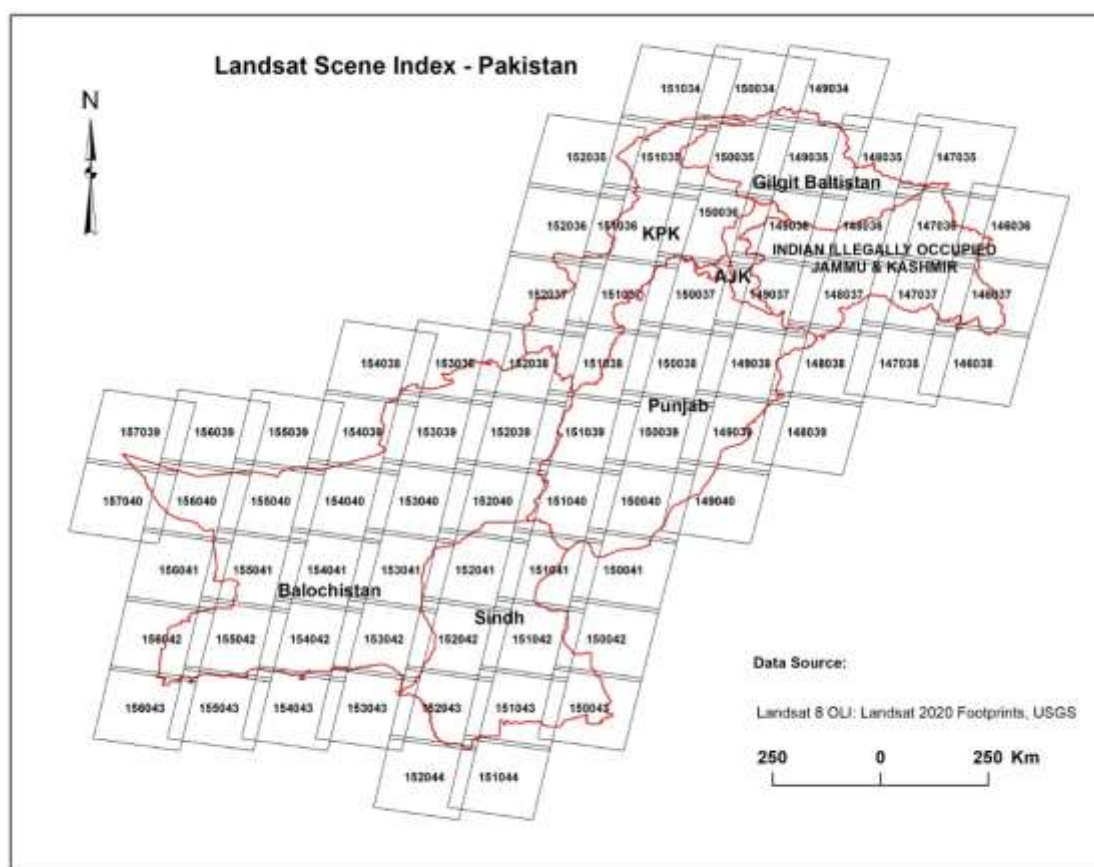 Landsat Scene Index - Pakistan
N
151034 150034 149034
152035 151035 150035 149035 148035 147035
Gilgit Baltistan
152036 151036 150036 149036 148036 147036 146036
KPK
INDIAN ILLEGALLY OCCUPIED
JAMMU & KASHMIR
AJK
152037 151037 150037 149037 148037 147037 146037
154038 153038 152038 151038 150038 149038 148038 147038 146038
Punjab
157039 156039 155039 154039 153039 152039 151039 150039 149039 148039
157040 156040 155040 154040 153040 152040 151040 150040 149040
156041 155041 154041 153041 152041 151041 150041
Balochistan
Sindh
156042 155042 154042 153042 152042 151042 150042
156043 155043 154043 153043 152043 151043 150043
152044 151044
Data Source:
Landsat 8 OLI: Landsat 2020 Footprints, USGS
250 0 250 Km